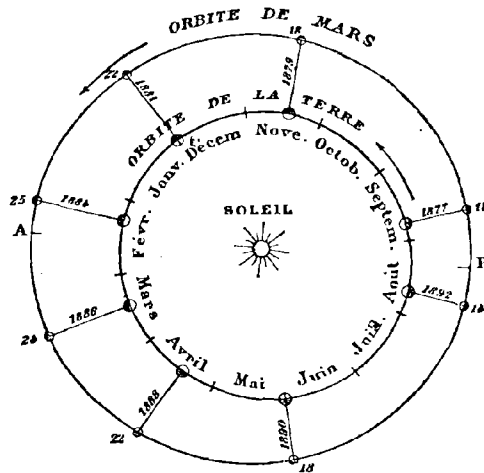 ORBITE DE MARS
18
22
1879
1881
ORBITE DE LA TERRE
Nove.
Décem
Octob.
Janv.
Septem.
25
1884
Févr.
SOLEIL
1877
A
Août
1892
Mars
1886
24
Avril
Mai
Juin
Juil.
1888
22
1890
18